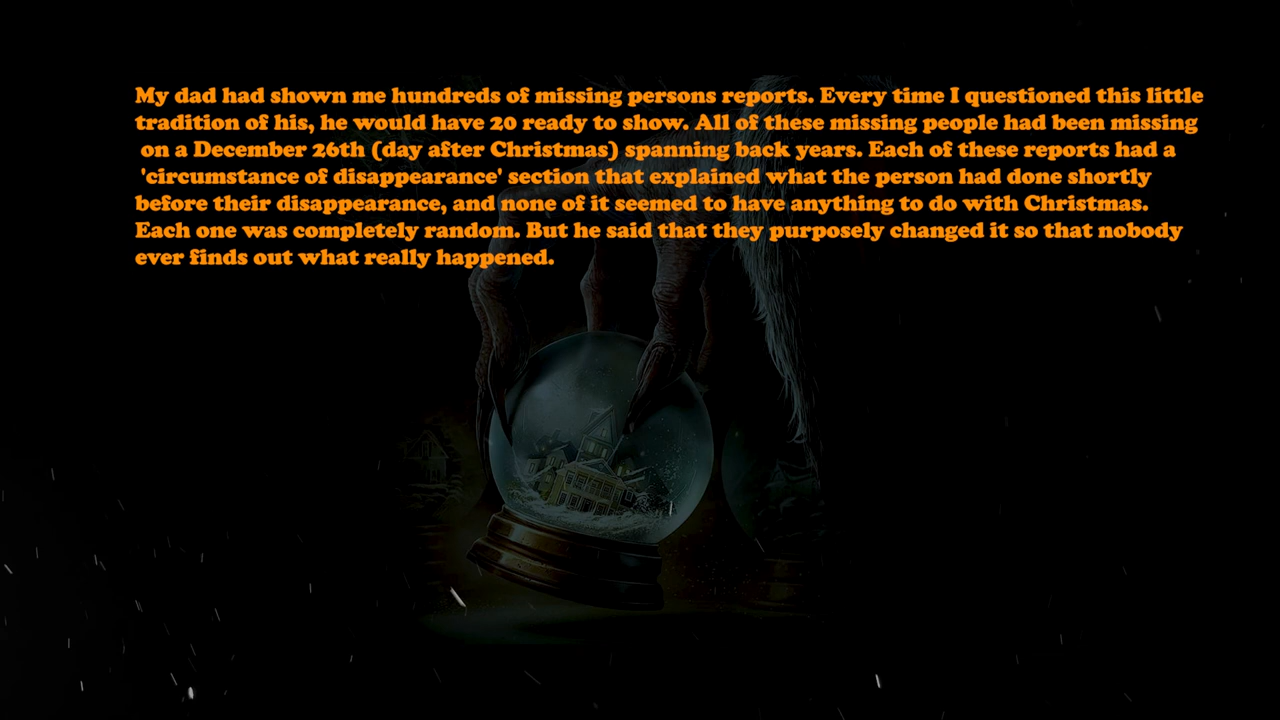 My dad had shown me hundreds of missing persons reports. Every time I questioned this little
tradition of his, he would have 20 ready to show. All of these missing people had been missing
on a December 26th (day after Christmas) spanning back years. Each of these reports had a
'circumstance of disappearance' section that explained what the person had done shortly
before their disappearance, and none of it seemed to have anything to do with Christmas.
Each one was completely random. But he said that they purposely changed it so that nobody
ever finds out what really happened.